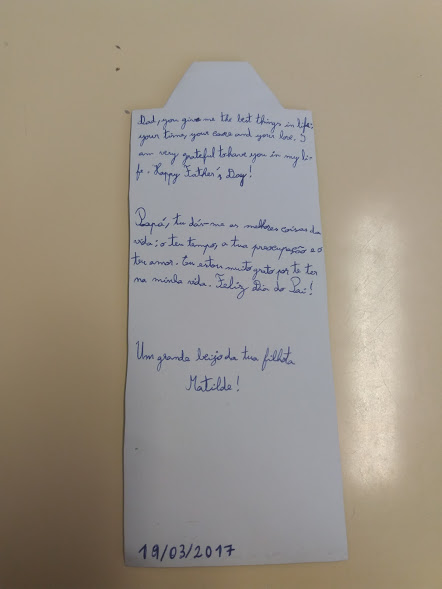 Dad, you give me the best things in life:
your time, your care and your love. I
am very grateful to have you in my li-
fe. Happy Father's Day!
Papá, tu dás-me as melhores coisas da
vida: o teu tempo, a tua preocupação e o
teu amor. Eu estou muito grato por te ter
na minha vida. Feliz Dia do Pai!
Um grande beijo da tua filhota
Matilde!
19/03/2017